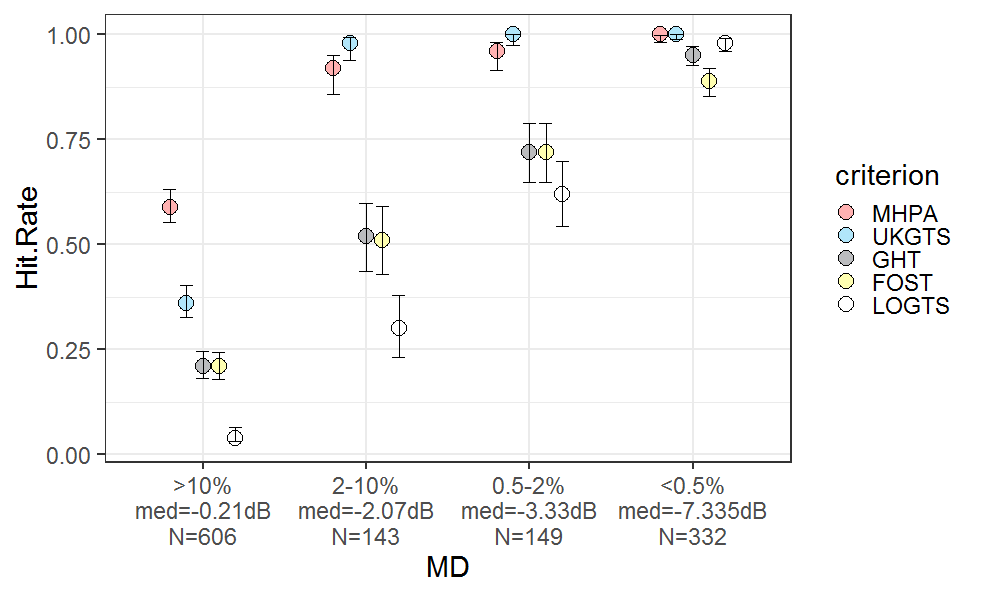 1.00
0.75
0.50
0.25
0.00
Hit.Rate
>10%
med=-0.21dB
N=606
2-10%
med=-2.07dB
N=143
0.5-2%
med=-3.33dB
N=149
<0.5%
med=-7.335dB
N=332
MD
criterion
MHPA
UKGTS
GHT
FOST
LOGTS